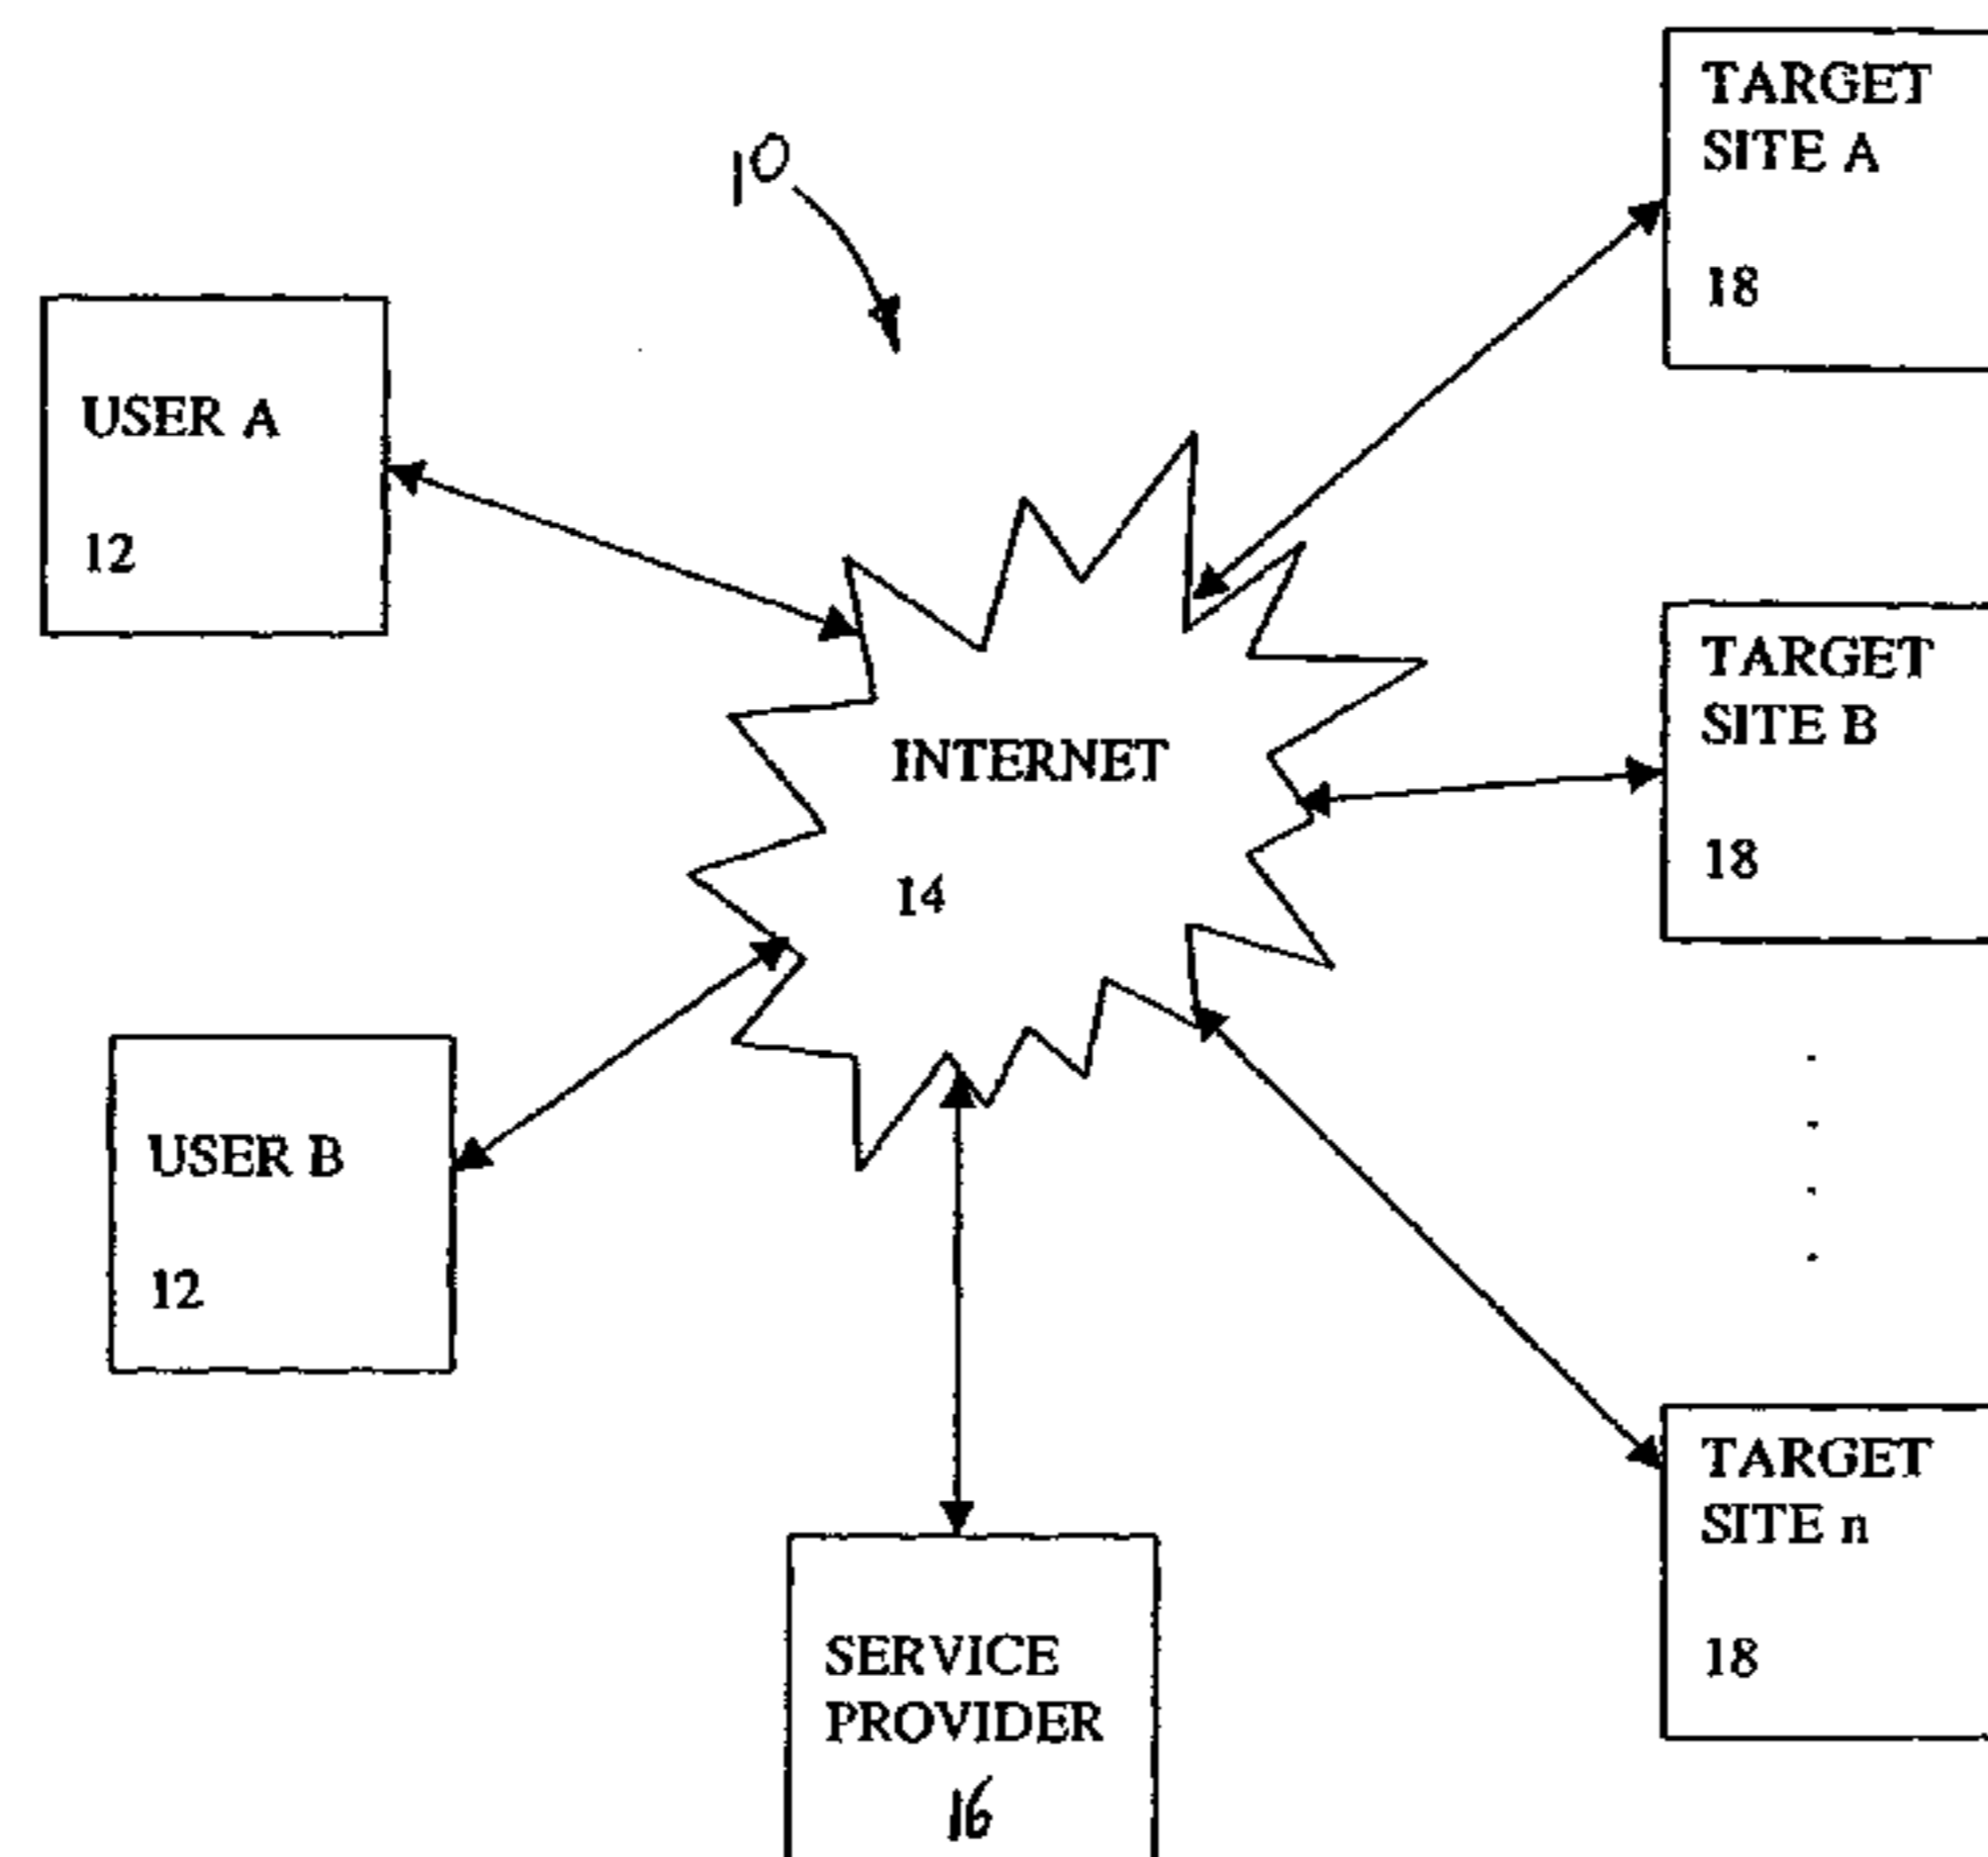 10
TARGET
SITE A
18
USER A
12
TARGET
SITE B
18
INTERNET
14
USER B
12
TARGET
SITE n
18
SERVICE
PROVIDER
16